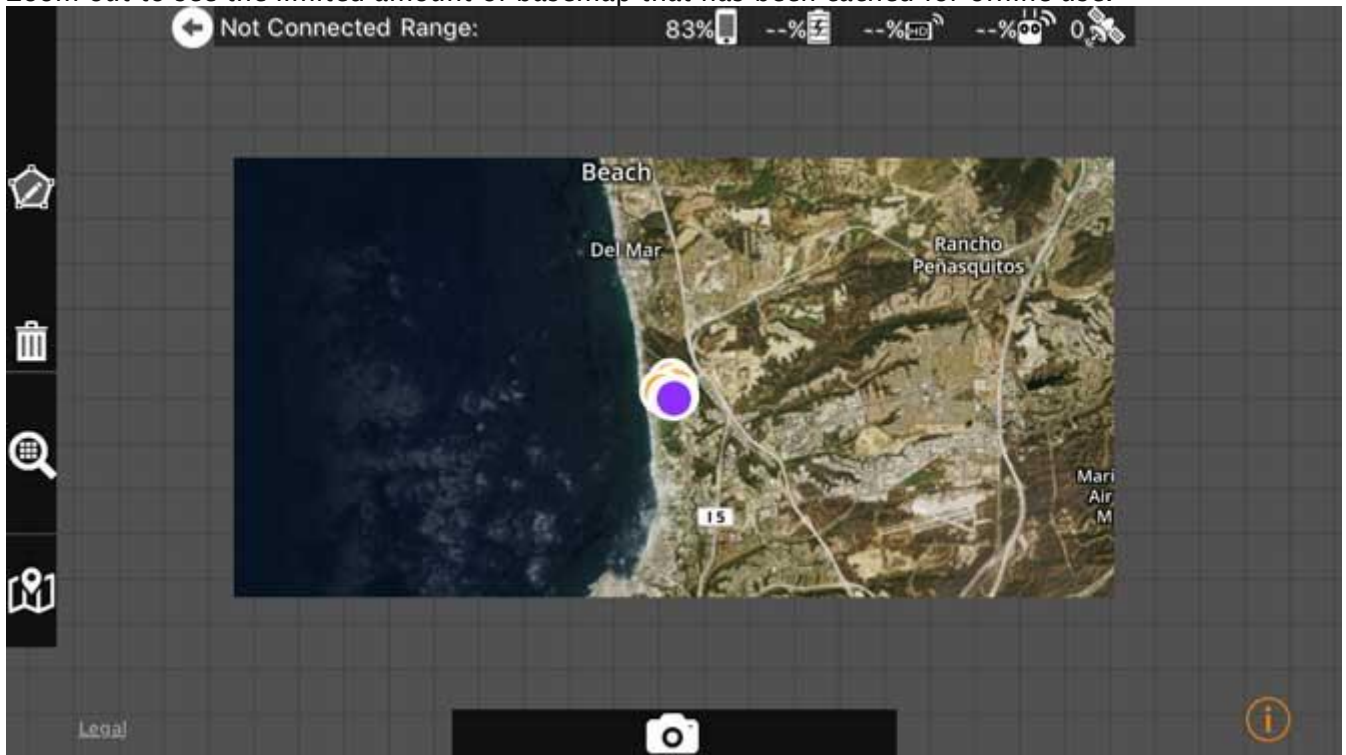 Zoom out to see the limited amount of basemap that has been cached for offline use.
Not Connected Range: 83% --% --% HD --% 0
Beach
Del Mar
Rancho
Peñasquitos
Mari
Air
M
15
Legal
i